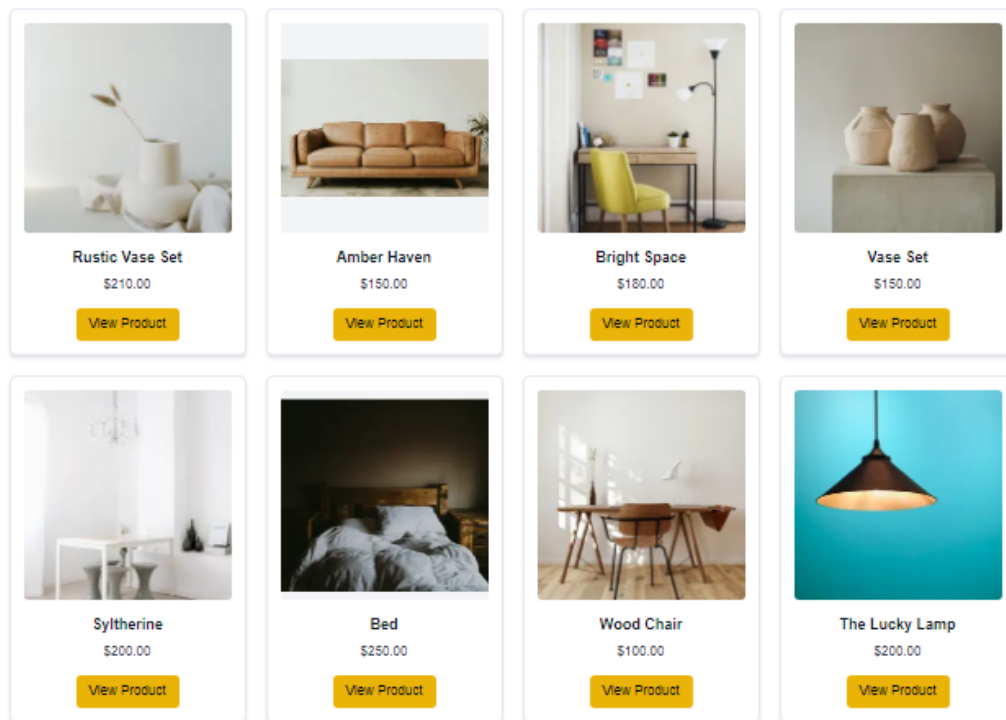 Rustic Vase Set
$210.00
View Product
Amber Haven
$150.00
View Product
Bright Space
$180.00
View Product
Vase Set
$150.00
View Product
Syltherine
$200.00
View Product
Bed
$250.00
View Product
Wood Chair
$100.00
View Product
The Lucky Lamp
$200.00
View Product